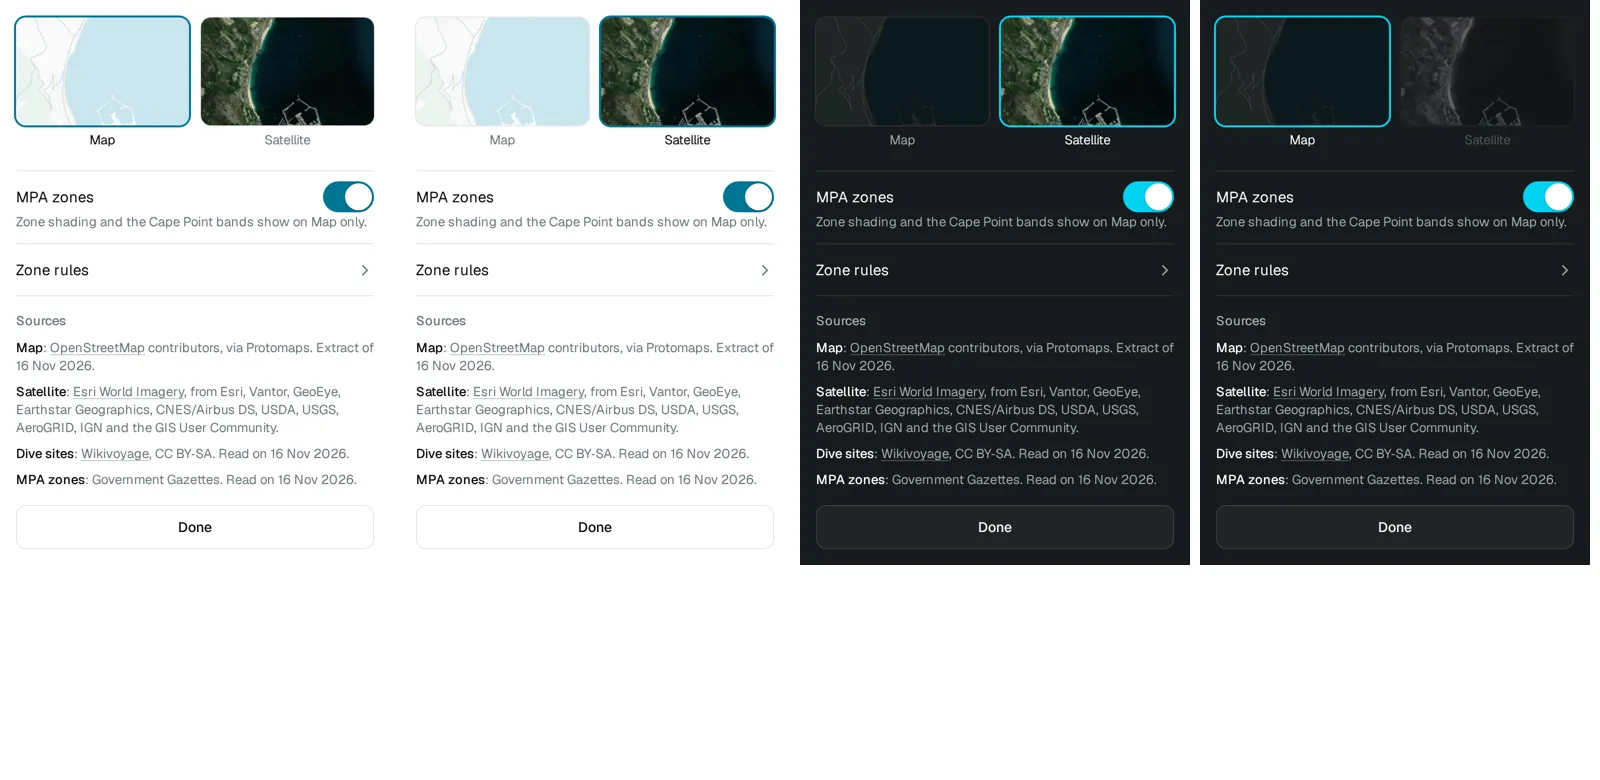 Map
Satellite
MPA zones
Zone shading and the Cape Point bands show on Map only.
Zone rules
Sources
Map: OpenStreetMap contributors, via Protomaps. Extract of
16 Nov 2026.
Satellite: Esri World Imagery, from Esri, Vantor, GeoEye,
Earthstar Geographics, CNES/Airbus DS, USDA, USGS,
AeroGRID, IGN and the GIS User Community.
Dive sites: Wikivoyage, CC BY-SA. Read on 16 Nov 2026.
MPA zones: Government Gazettes. Read on 16 Nov 2026.
Done
Map
Satellite
MPA zones
Zone shading and the Cape Point bands show on Map only.
Zone rules
Sources
Map: OpenStreetMap contributors, via Protomaps. Extract of
16 Nov 2026.
Satellite: Esri World Imagery, from Esri, Vantor, GeoEye,
Earthstar Geographics, CNES/Airbus DS, USDA, USGS,
AeroGRID, IGN and the GIS User Community.
Dive sites: Wikivoyage, CC BY-SA. Read on 16 Nov 2026.
MPA zones: Government Gazettes. Read on 16 Nov 2026.
Done
Map
Satellite
MPA zones
Zone shading and the Cape Point bands show on Map only.
Zone rules
Sources
Map: OpenStreetMap contributors, via Protomaps. Extract of
16 Nov 2026.
Satellite: Esri World Imagery, from Esri, Vantor, GeoEye,
Earthstar Geographics, CNES/Airbus DS, USDA, USGS,
AeroGRID, IGN and the GIS User Community.
Dive sites: Wikivoyage, CC BY-SA. Read on 16 Nov 2026.
MPA zones: Government Gazettes. Read on 16 Nov 2026.
Done
Map
Satellite
MPA zones
Zone shading and the Cape Point bands show on Map only.
Zone rules
Sources
Map: OpenStreetMap contributors, via Protomaps. Extract of
16 Nov 2026.
Satellite: Esri World Imagery, from Esri, Vantor, GeoEye,
Earthstar Geographics, CNES/Airbus DS, USDA, USGS,
AeroGRID, IGN and the GIS User Community.
Dive sites: Wikivoyage, CC BY-SA. Read on 16 Nov 2026.
MPA zones: Government Gazettes. Read on 16 Nov 2026.
Done